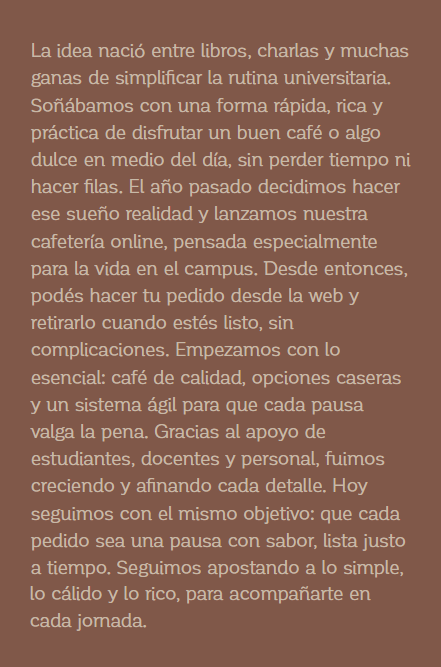 La idea nació entre libros, charlas y muchas
ganas de simplificar la rutina universitaria.
Soñábamos con una forma rápida, rica y
práctica de disfrutar un buen café o algo
dulce en medio del día, sin perder tiempo ni
hacer filas. El año pasado decidimos hacer
ese sueño realidad y lanzamos nuestra
cafetería online, pensada especialmente
para la vida en el campus. Desde entonces,
podés hacer tu pedido desde la web y
retirarlo cuando estés listo, sin
complicaciones. Empezamos con lo
esencial: café de calidad, opciones caseras
y un sistema ágil para que cada pausa
valga la pena. Gracias al apoyo de
estudiantes, docentes y personal, fuimos
creciendo y afinando cada detalle. Hoy
seguimos con el mismo objetivo: que cada
pedido sea una pausa con sabor, lista justo
a tiempo. Seguimos apostando a lo simple,
lo cálido y lo rico, para acompañarte en
cada jornada.